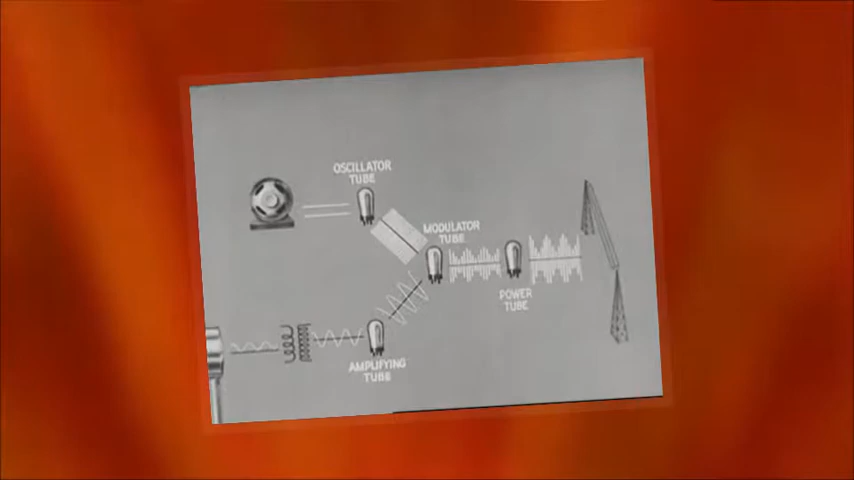 OSCILLATOR
TUBE
MODULATOR
TUBE
POWER
TUBE
AMPLIFYING
TUBE